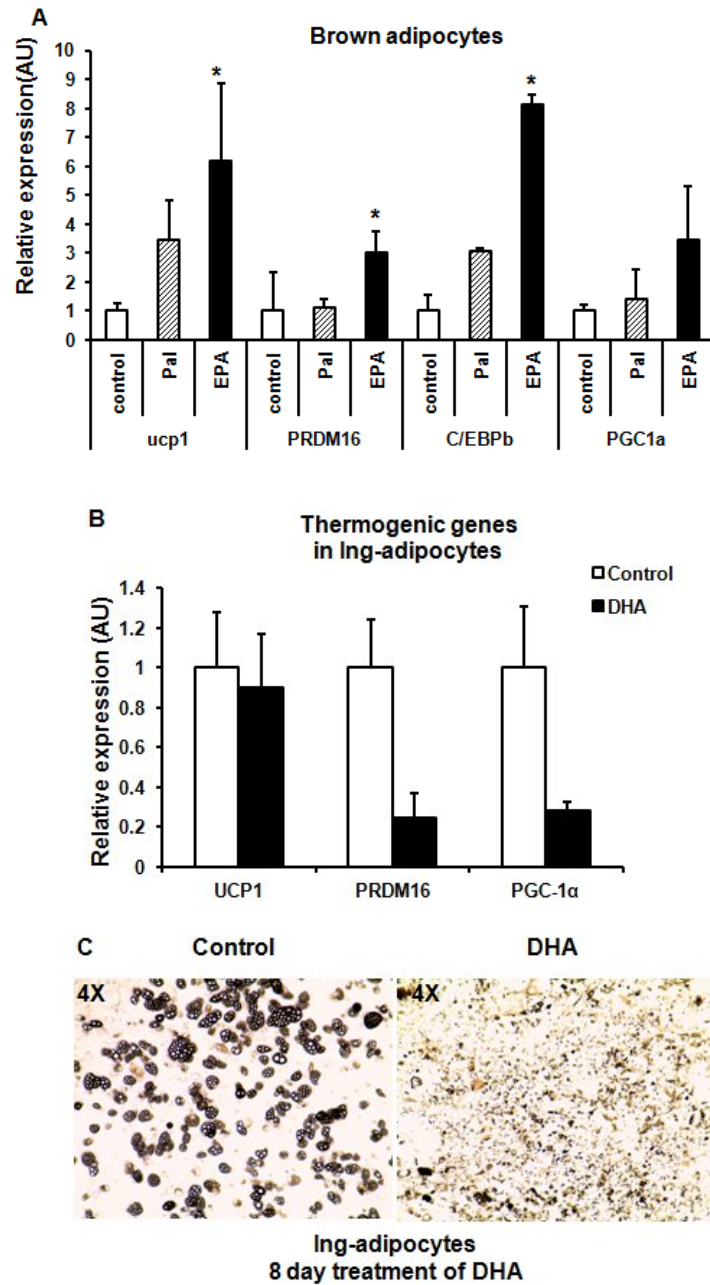 A
Brown adipocytes
Relative expression(AU)
10
9
8
7
6
5
4
3
2
1
0
*
*
*
control
Pal
EPA
control
Pal
EPA
control
Pal
EPA
control
Pal
EPA
ucp1
PRDM16
C/EBPb
PGC1a
B
Thermogenic genes
in Ing-adipocytes
Control
DHA
Relative expression (AU)
1.4
1.2
1
0.8
0.6
0.4
0.2
0
UCP1
PRDM16
PGC-1α
C
Control
DHA
4X
4X
Ing-adipocytes
8 day treatment of DHA